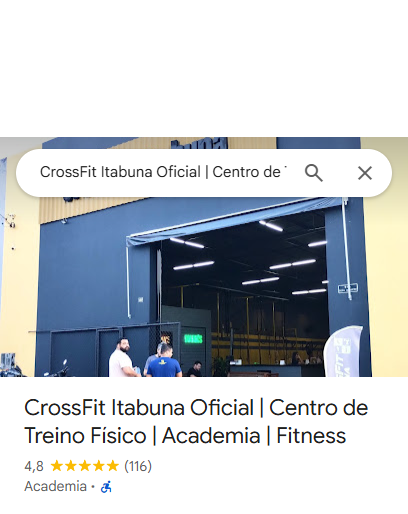 CrossFit Itabuna Oficial | Centro de
CrossFit Itabuna Oficial | Centro de
Treino Físico | Academia | Fitness
4,8 (116)
Academia ·